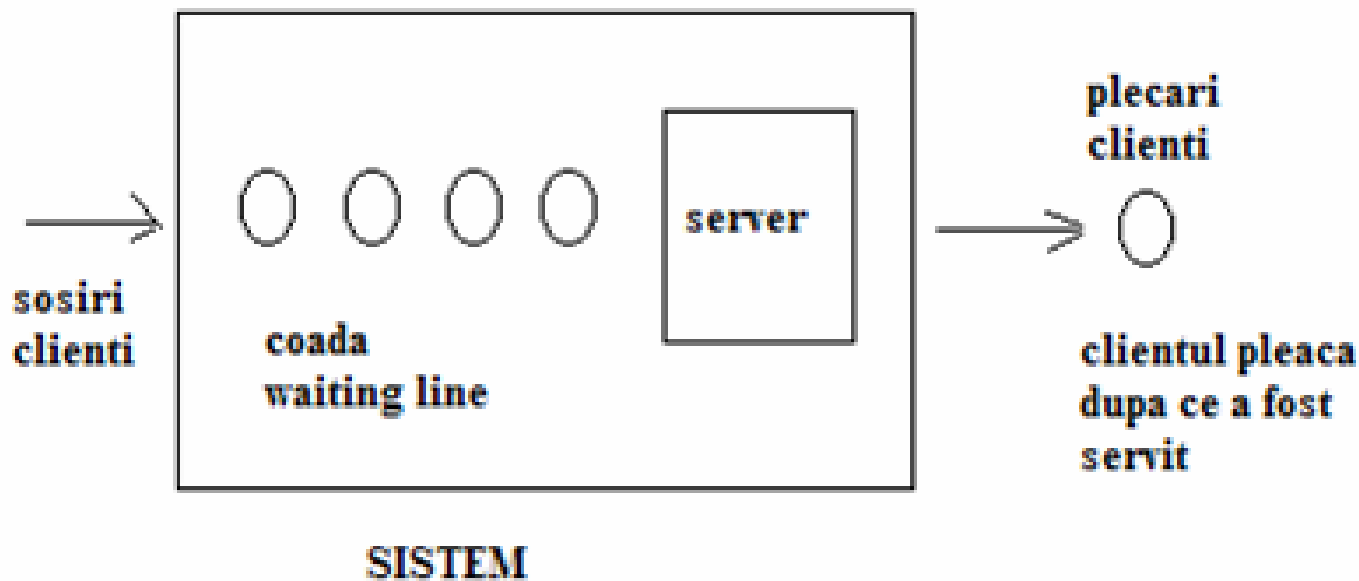 sosiri
clienti
coada
waiting line
server
plecari
clienti
clientul pleaca
dupa ce a fost
servit
SISTEM